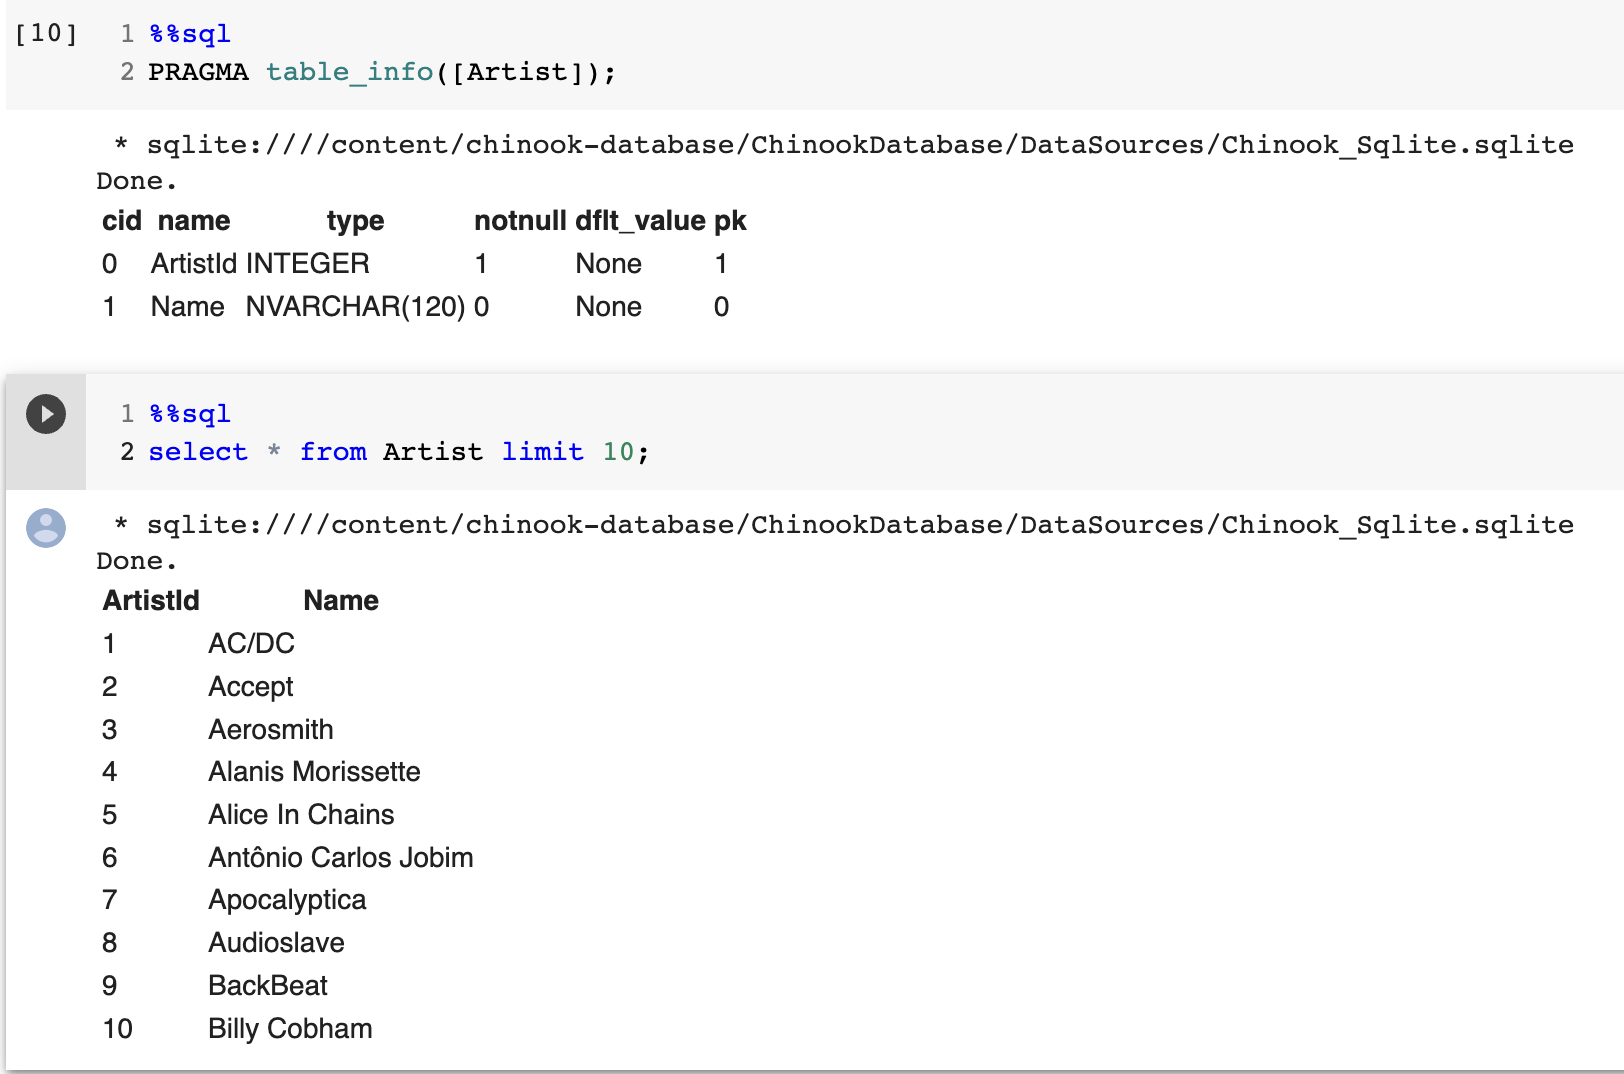 [10] 1 %%sql
2 PRAGMA table_info([Artist]);
* sqlite:////content/chinook-database/ChinookDatabase/DataSources/Chinook_Sqlite.sqlite
Done.
cid name type notnull dflt_value pk
0 ArtistId INTEGER 1 None 1
1 Name NVARCHAR(120) 0 None 0
1 %%sql
2 select * from Artist limit 10;
* sqlite:////content/chinook-database/ChinookDatabase/DataSources/Chinook_Sqlite.sqlite
Done.
ArtistId Name
1 AC/DC
2 Accept
3 Aerosmith
4 Alanis Morissette
5 Alice In Chains
6 Antônio Carlos Jobim
7 Apocalyptica
8 Audioslave
9 BackBeat
10 Billy Cobham